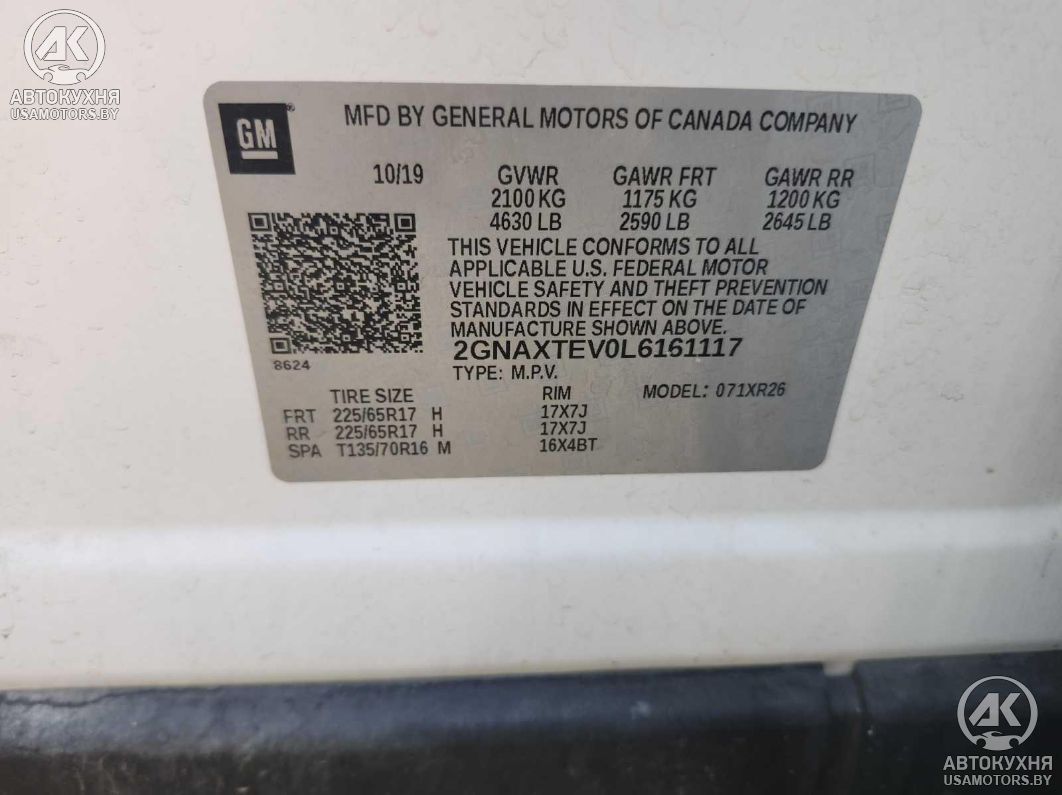 АК
АВТОКУХНЯ
USAMOTORS.BY
GM ®
MFD BY GENERAL MOTORS OF CANADA COMPANY
10/19 GVWR GAWR FRT GAWR RR
2100 KG 1175 KG 1200 KG
4630 LB 2590 LB 2645 LB
THIS VEHICLE CONFORMS TO ALL
APPLICABLE U.S. FEDERAL MOTOR
VEHICLE SAFETY AND THEFT PREVENTION
STANDARDS IN EFFECT ON THE DATE OF
MANUFACTURE SHOWN ABOVE.
2GNAXTEV0L6161117
8624
TYPE: M.P.V.
TIRE SIZE RIM MODEL: 071XR26
FRT 225/65R17 H 17X7J
RR 225/65R17 H 17X7J
SPA T135/70R16 M 16X4BT
АК
АВТОКУХНЯ
USAMOTORS.BY